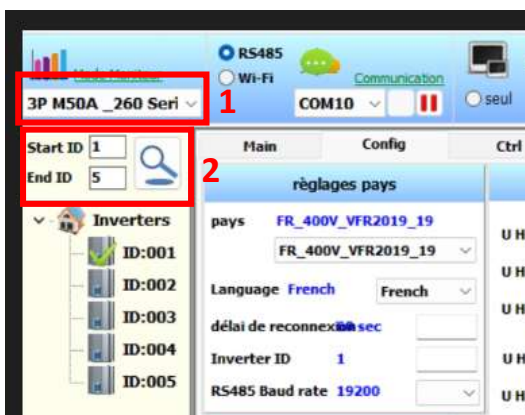 RS485
Wi-Fi
Communication
3P M50A _260 Seri
1
COM10
seul
Start ID 1
End ID 5
2
Main
Config
Ctrl
règlages pays
Inverters
ID:001
ID:002
ID:003
ID:004
ID:005
pays FR_400V_VFR2019_19
FR_400V_VFR2019_19
Language French
French
délai de reconnexion sec
Inverter ID 1
RS485 Baud rate 19200
U H
U H
U H
U H
U H